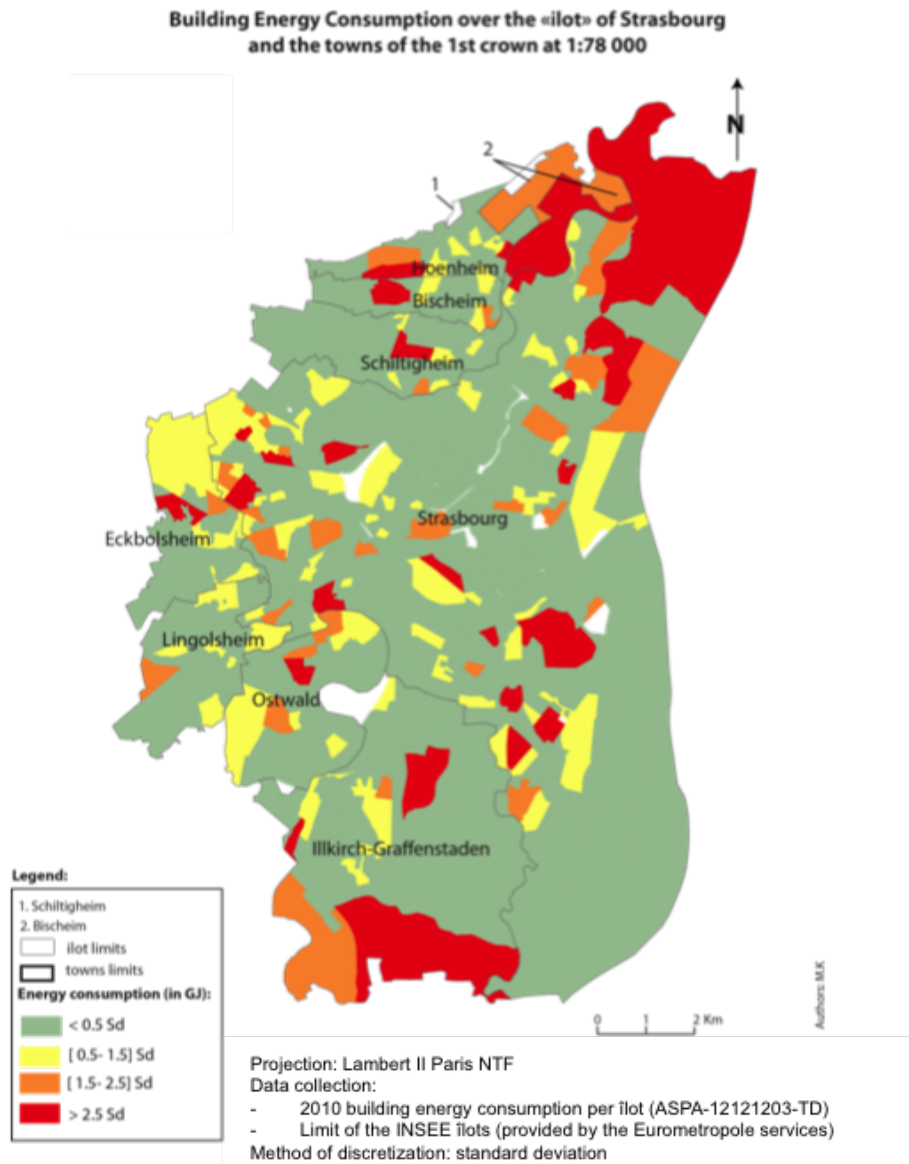 Building Energy Consumption over the «ilot» of Strasbourg
and the towns of the 1st crown at 1:78 000
N
2
1
Hoenheim
Bischeim
Schiltigheim
Strasbourg
Eckbolsheim
Lingolsheim
Ostwald
Illkirch-Graffenstaden
Legend:
1. Schiltigheim
2. Bischeim
ilot limits
towns limits
Energy consumption (in GJ):
< 0.5 Sd
[ 0.5- 1.5] Sd
[ 1.5- 2.5] Sd
> 2.5 Sd
Authors: M.K
0 1 2 Km
Projection: Lambert II Paris NTF
Data collection:
- 2010 building energy consumption per îlot (ASPA-12121203-TD)
- Limit of the INSEE îlots (provided by the Eurometropole services)
Method of discretization: standard deviation